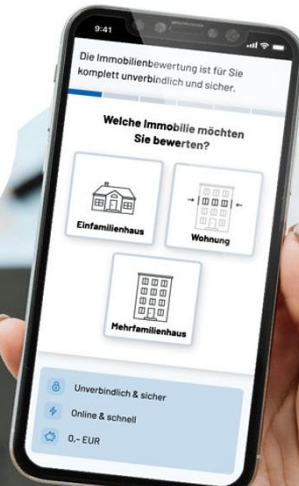 9:41
Die Immobilienbewertung ist für Sie
komplett unverbindlich und sicher.
Welche Immobilie möchten
Sie bewerten?
Einfamilienhaus
Wohnung
Mehrfamilienhaus
Unverbindlich & sicher
Online & schnell
0,- EUR